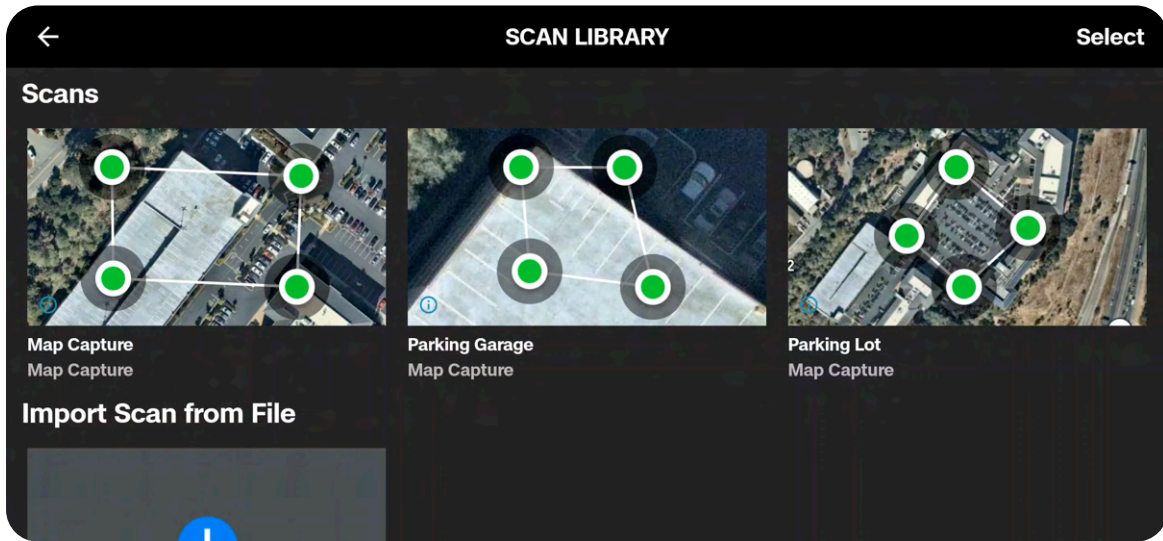 SCAN LIBRARY
Select
Scans
2
Map Capture
Map Capture
Parking Garage
Map Capture
Parking Lot
Map Capture
Import Scan from File